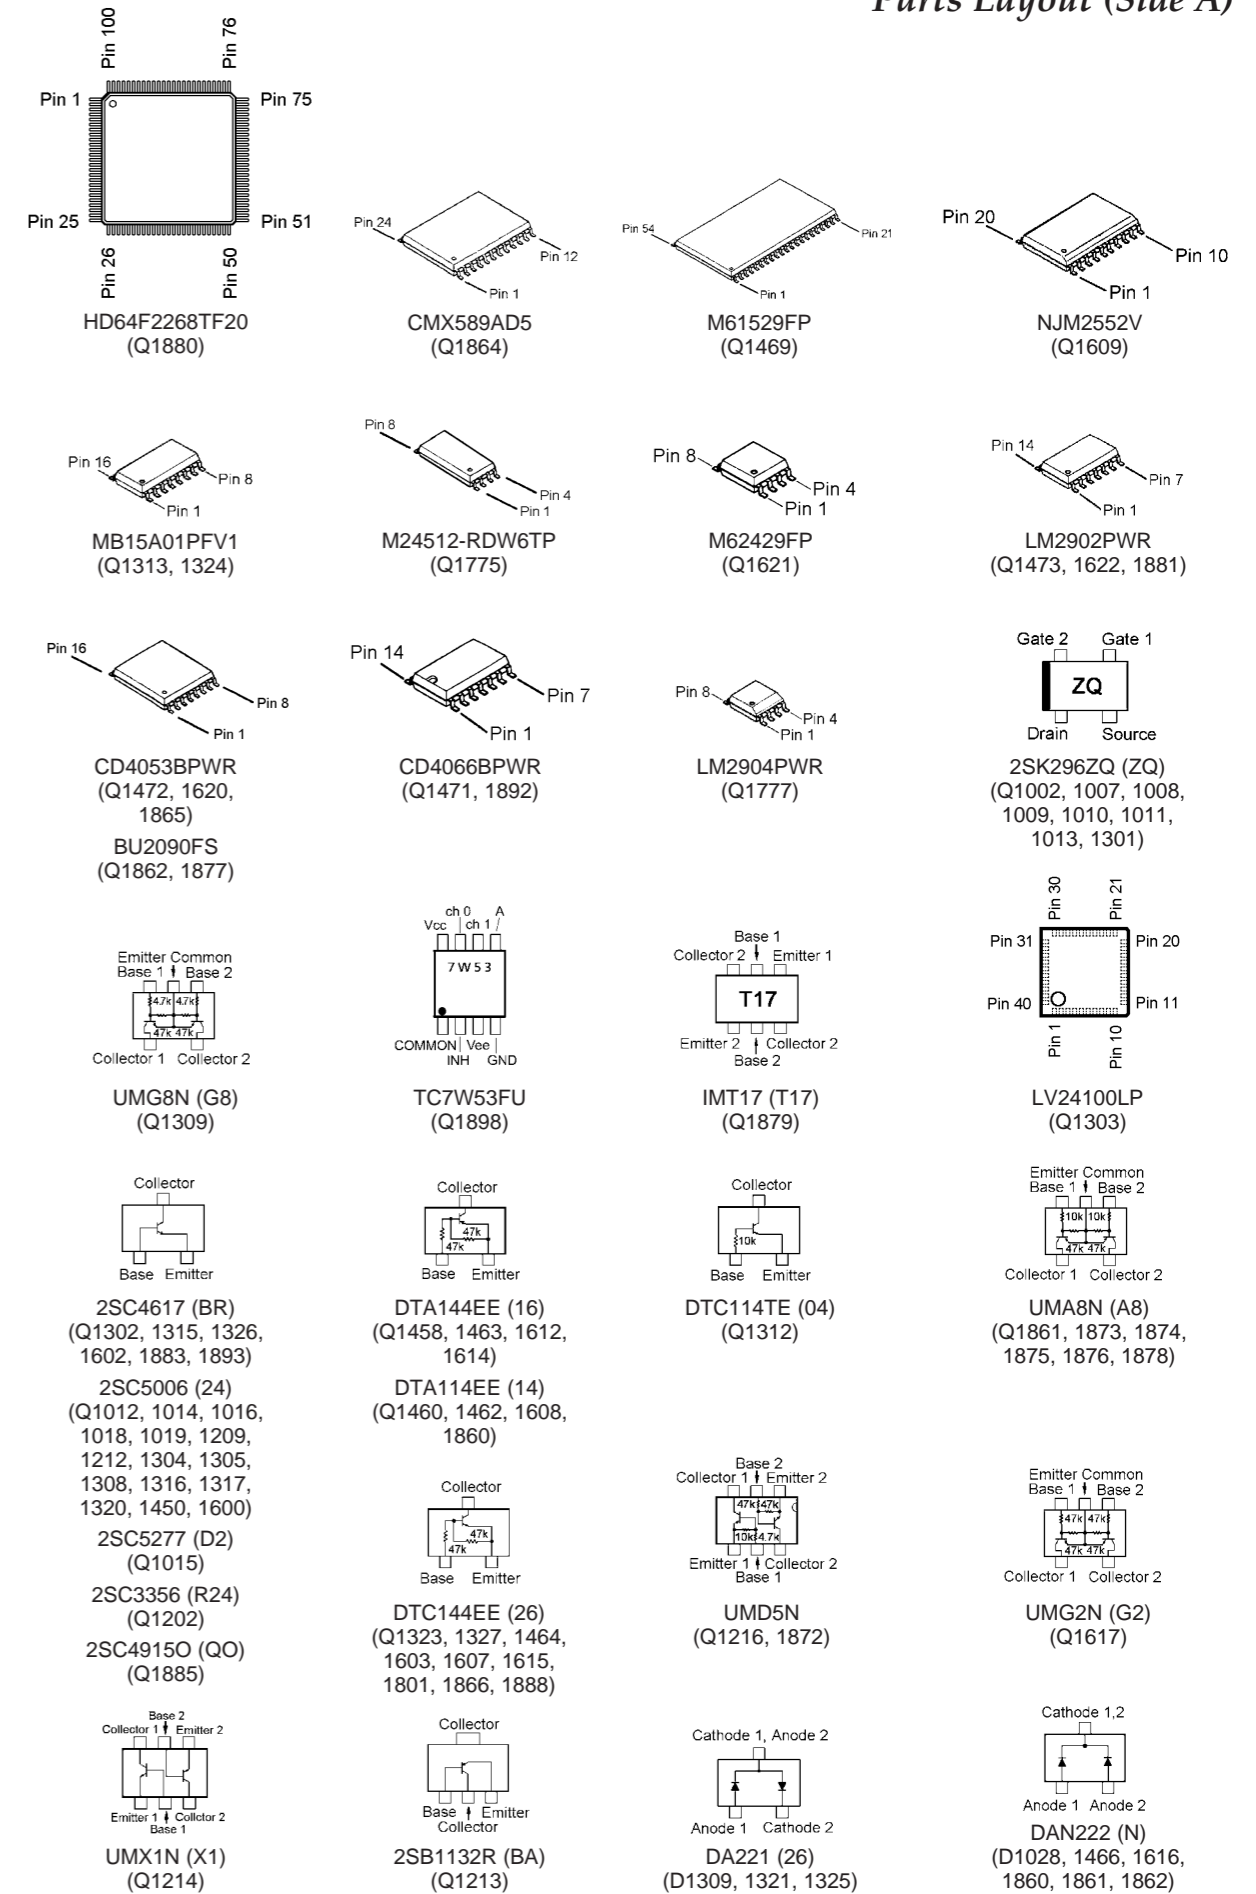 Parts Layout (Side A)
Pin 100
Pin 76
Pin 1
Pin 75
Pin 25
Pin 51
Pin 26
Pin 50
HD64F2268TF20
(Q1880)
Pin 24
Pin 12
Pin 1
CMX589AD5
(Q1864)
Pin 54
Pin 21
Pin 1
M61529FP
(Q1469)
Pin 20
Pin 10
Pin 1
NJM2552V
(Q1609)
Pin 16
Pin 8
Pin 1
MB15A01PFV1
(Q1313, 1324)
Pin 8
Pin 4
Pin 1
M24512-RDW6TP
(Q1775)
Pin 8
Pin 4
Pin 1
M62429FP
(Q1621)
Pin 14
Pin 7
Pin 1
LM2902PWR
(Q1473, 1622, 1881)
Pin 16
Pin 8
Pin 1
CD4053BPWR
(Q1472, 1620,
1865)
BU2090FS
(Q1862, 1877)
Pin 14
Pin 7
Pin 1
CD4066BPWR
(Q1471, 1892)
Pin 8
Pin 4
Pin 1
LM2904PWR
(Q1777)
Gate 2 Gate 1
ZQ
Drain Source
2SK296ZQ (ZQ)
(Q1002, 1007, 1008,
1009, 1010, 1011,
1013, 1301)
Emitter Common
Base 1 Base 2
4.7k 4.7k
47k 47k
Collector 1 Collector 2
UMG8N (G8)
(Q1309)
ch 0 A
Vcc ch 1
7W53
COMMON Vee
INH GND
TC7W53FU
(Q1898)
Base 1
Collector 2 Emitter 1
T17
Emitter 2 Collector 2
Base 2
IMT17 (T17)
(Q1879)
Pin 30
Pin 21
Pin 31
Pin 20
Pin 40
Pin 11
Pin 1
Pin 10
LV24100LP
(Q1303)
Collector
Base Emitter
2SC4617 (BR)
(Q1302, 1315, 1326,
1602, 1883, 1893)
2SC5006 (24)
(Q1012, 1014, 1016,
1018, 1019, 1209,
1212, 1304, 1305,
1308, 1316, 1317,
1320, 1450, 1600)
2SC5277 (D2)
(Q1015)
2SC3356 (R24)
(Q1202)
2SC4915O (QO)
(Q1885)
Collector
47k
47k
Base Emitter
DTA144EE (16)
(Q1458, 1463, 1612,
1614)
DTA114EE (14)
(Q1460, 1462, 1608,
1860)
Collector
47k
47k
Base Emitter
DTC144EE (26)
(Q1323, 1327, 1464,
1603, 1607, 1615,
1801, 1866, 1888)
Collector
10k
Base Emitter
DTC114TE (04)
(Q1312)
Base 2
Collector 1 Emitter 2
47k 47k
10k 4.7k
Emitter 1 Collector 2
Base 1
UMD5N
(Q1216, 1872)
Emitter Common
Base 1 Base 2
10k 10k
47k 47k
Collector 1 Collector 2
UMA8N (A8)
(Q1861, 1873, 1874,
1875, 1876, 1878)
Emitter Common
Base 1 Base 2
47k 47k
47k 47k
Collector 1 Collector 2
UMG2N (G2)
(Q1617)
Base 2
Collector 1 Emitter 2
Emitter 1 Collctor 2
Base 1
UMX1N (X1)
(Q1214)
Collector
Base Emitter
Collector
2SB1132R (BA)
(Q1213)
Cathode 1, Anode 2
Anode 1 Cathode 2
DA221 (26)
(D1309, 1321, 1325)
Cathode 1,2
Anode 1 Anode 2
DAN222 (N)
(D1028, 1466, 1616,
1860, 1861, 1862)